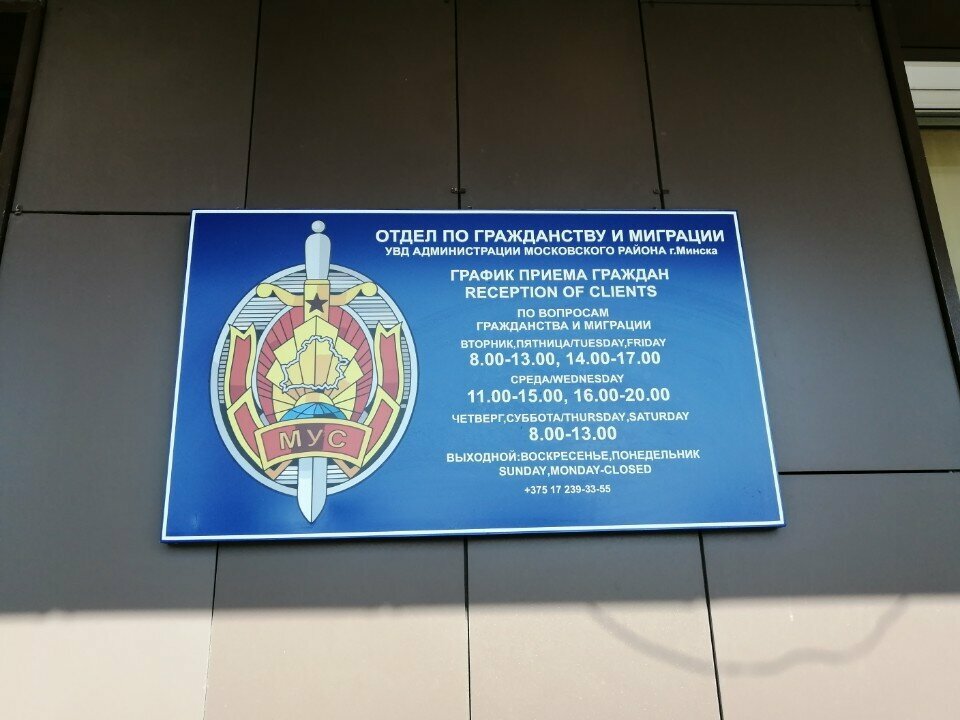 ОТДЕЛ ПО ГРАЖДАНСТВУ И МИГРАЦИИ
УВД АДМИНИСТРАЦИИ МОСКОВСКОГО РАЙОНА г.Минска
ГРАФИК ПРИЕМА ГРАЖДАН
RECEPTION OF CLIENTS
ПО ВОПРОСАМ
ГРАЖДАНСТВА И МИГРАЦИИ
ВТОРНИК,ПЯТНИЦА/TUESDAY,FRIDAY
8.00-13.00, 14.00-17.00
СРЕДА/WEDNESDAY
11.00-15.00, 16.00-20.00
ЧЕТВЕРГ,СУББОТА/THURSDAY,SATURDAY
8.00-13.00
ВЫХОДНОЙ:ВОСКРЕСЕНЬЕ,ПОНЕДЕЛЬНИК
SUNDAY,MONDAY-CLOSED
+375 17 239-33-55
МУС